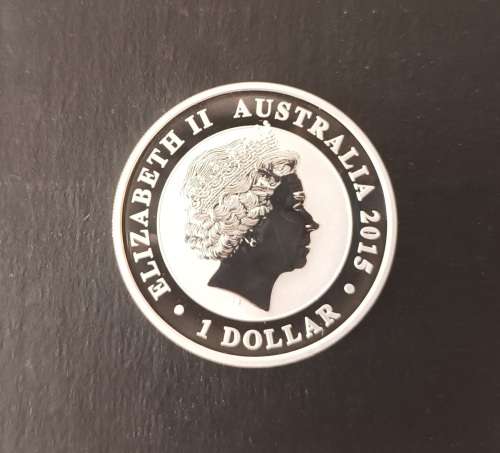 ELIZABETH II AUSTRALIA 2015
• 1 DOLLAR •